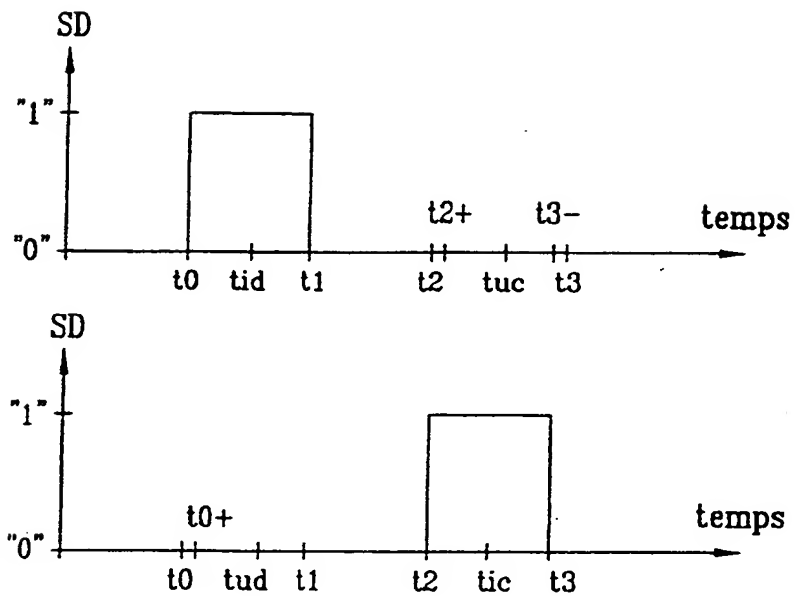 SD
"1"
t2+ t3- temps
"0"
t0 tid t1 t2 tuc t3
SD
"1"
t0+ temps
"0"
t0 tud t1 t2 tic t3